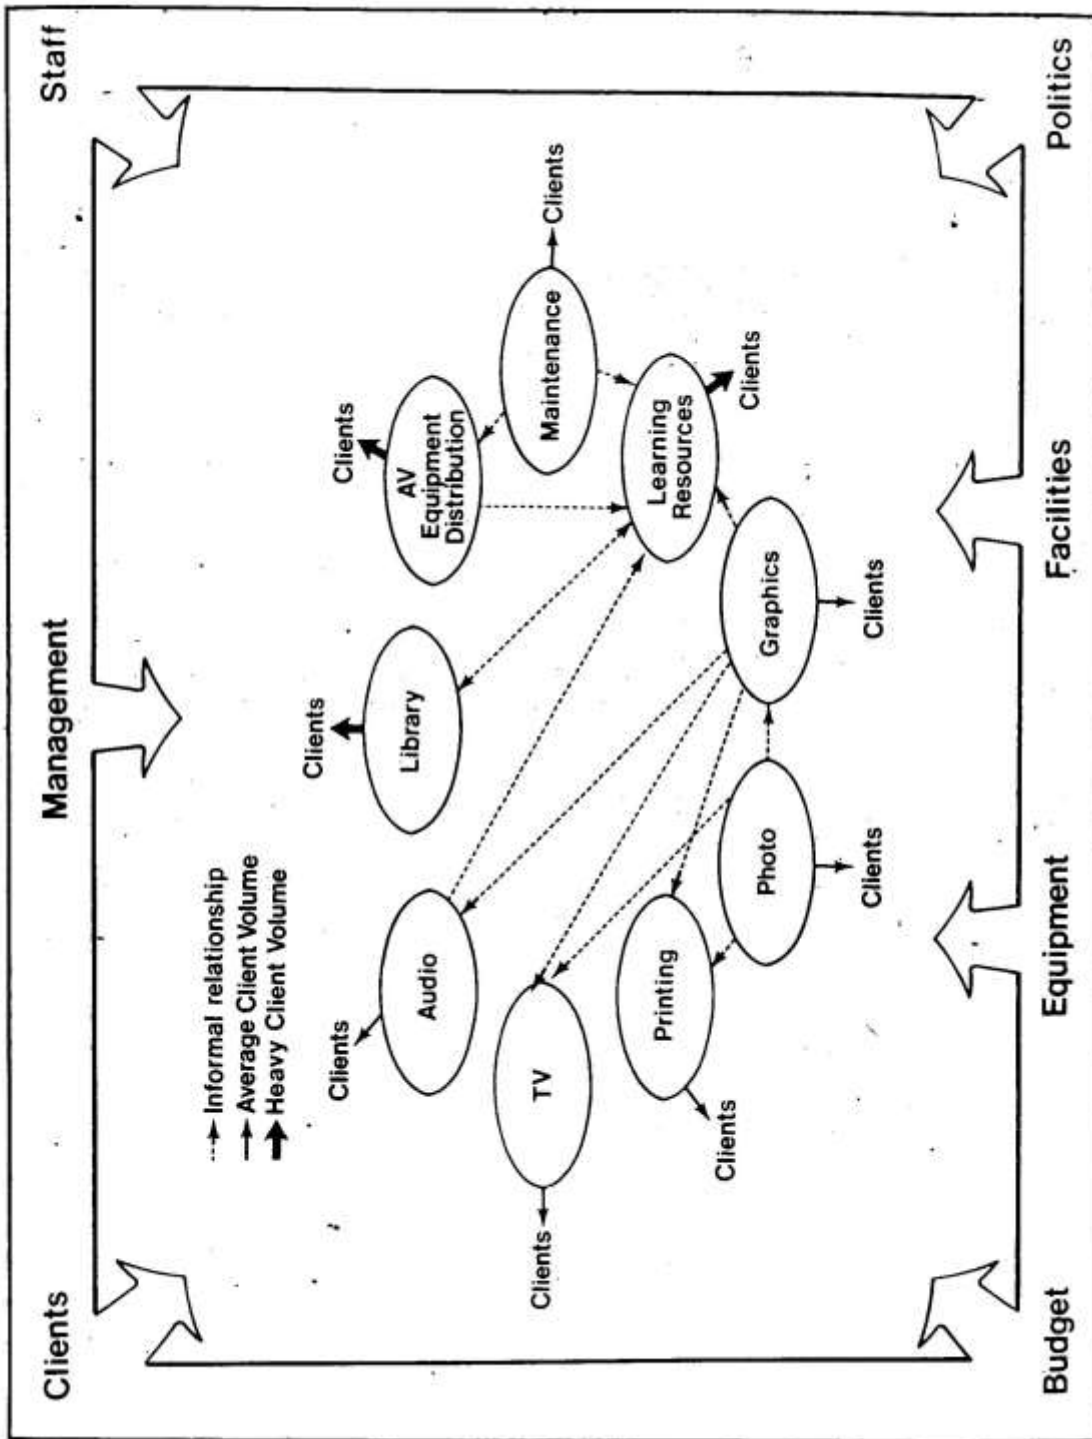 Clients
Management
Staff
Informal relationship
Average Client Volume
Heavy Client Volume
Clients
Clients
Clients
Audio
Library
AV
Equipment
Distribution
Clients
TV
Maintenance
Clients
Printing
Learning
Resources
Clients
Clients
Photo
Graphics
Clients
Clients
Budget
Equipment
Facilities
Politics